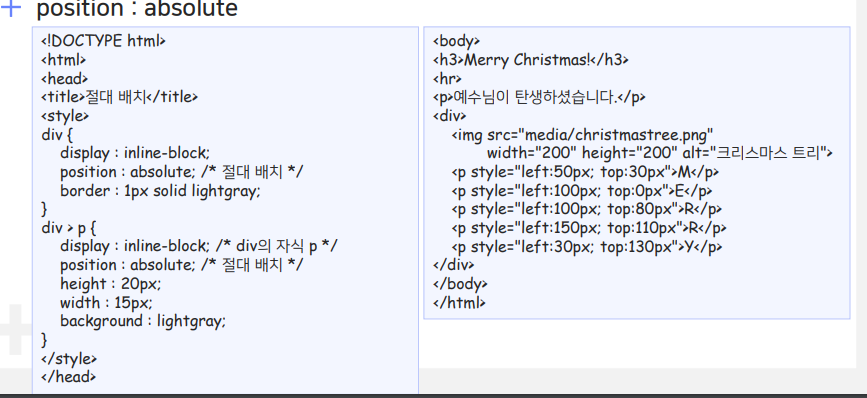 position : absolute
<!DOCTYPE html>
<html>
<head>
<title>절대 배치</title>
<style>
div {
display : inline-block;
position : absolute; /* 절대 배치 */
border : 1px solid lightgray;
}
div > p {
display : inline-block; /* div의 자식 p */
position : absolute; /* 절대 배치 */
height : 20px;
width : 15px;
background : lightgray;
}
</style>
</head>
<body>
<h3>Merry Christmas!</h3>
<hr>
<p>예수님이 탄생하셨습니다.</p>
<div>
<img src="media/christmastree.png"
width="200" height="200" alt="크리스마스 트리">
<p style="left:50px; top:30px">M</p>
<p style="left:100px; top:0px">E</p>
<p style="left:100px; top:80px">R</p>
<p style="left:150px; top:110px">R</p>
<p style="left:30px; top:130px">Y</p>
</div>
</body>
</html>